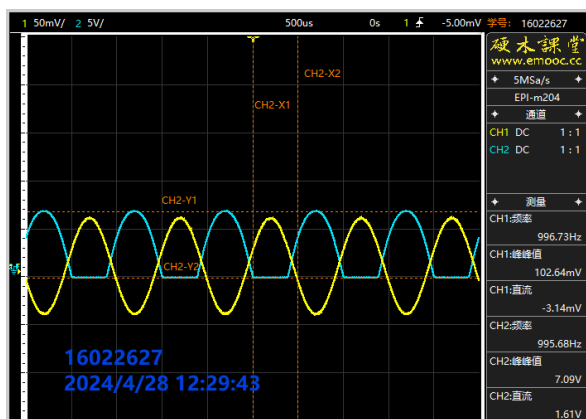 1 50mV/ 2 5V/ 500us 0s 1 -5.00mV 学号: 16022627
硬木課堂
www.emooc.cc
5MSa/s
EPI-m204
通道
CH1 DC 1:1
CH2 DC 1:1
测量
CH1:频率
996.73Hz
CH1:峰峰值
102.64mV
CH1:直流
-3.14mV
CH2:频率
995.68Hz
CH2:峰峰值
7.09V
CH2:直流
1.61V
CH2-X2
CH2-X1
CH2-Y1
CH2-Y2
16022627
2024/4/28 12:29:43